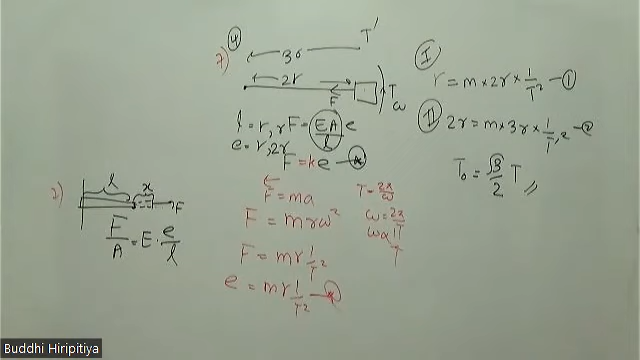 ④ T'
7) 3r
2r T
F ω
l = r, r F = EA/l e
e = r, 2r
F = ke — ⊛
2) l x
F
F/A = E · e/l
F = ma T = 2π/ω
F = mrω² ω = 2π/T
ω ∝ 1/T
F = mr 1/T²
e = mr 1/T² — ⊛
Ⓘ
r = m × 2r × 1/T² — ①
Ⓘ Ⓘ 2r = m × 3r × 1/T'² — ②
T₀ = √3/2 T //
Buddhi Hiripitiya